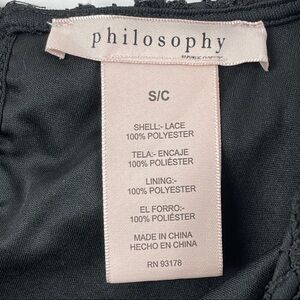 philosophy
S/C
SHELL:- LACE
100% POLYESTER
TELA:- ENCAJE
100% POLIÉSTER
LINING:-
100% POLYESTER
EL FORRO:-
100% POLIÉSTER
MADE IN CHINA
HECHO EN CHINA
RN 93178